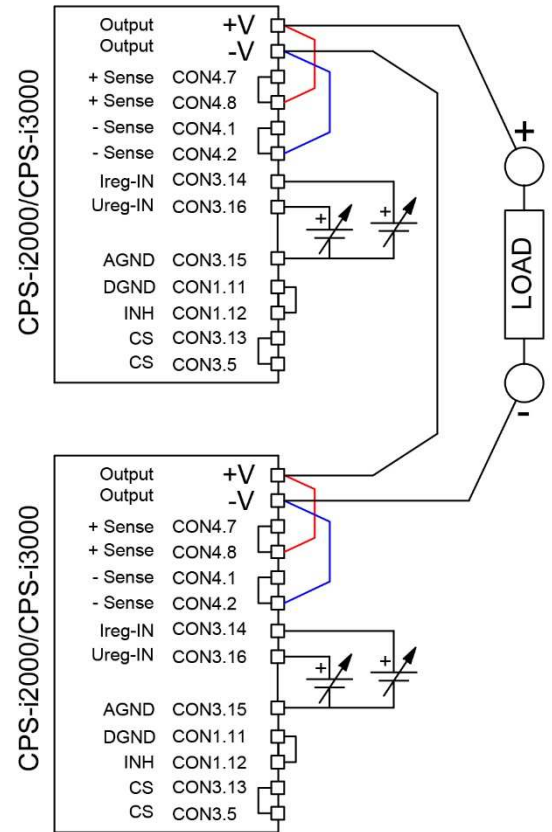 CPS-i2000/CPS-i3000
Output +V
Output -V
+ Sense CON4.7
+ Sense CON4.8
- Sense CON4.1
- Sense CON4.2
Ireg-IN CON3.14
Ureg-IN CON3.16
AGND CON3.15
DGND CON1.11
INH CON1.12
CS CON3.13
CS CON3.5
+
+
+
LOAD
-
CPS-i2000/CPS-i3000
Output +V
Output -V
+ Sense CON4.7
+ Sense CON4.8
- Sense CON4.1
- Sense CON4.2
Ireg-IN CON3.14
Ureg-IN CON3.16
AGND CON3.15
DGND CON1.11
INH CON1.12
CS CON3.13
CS CON3.5
+
+